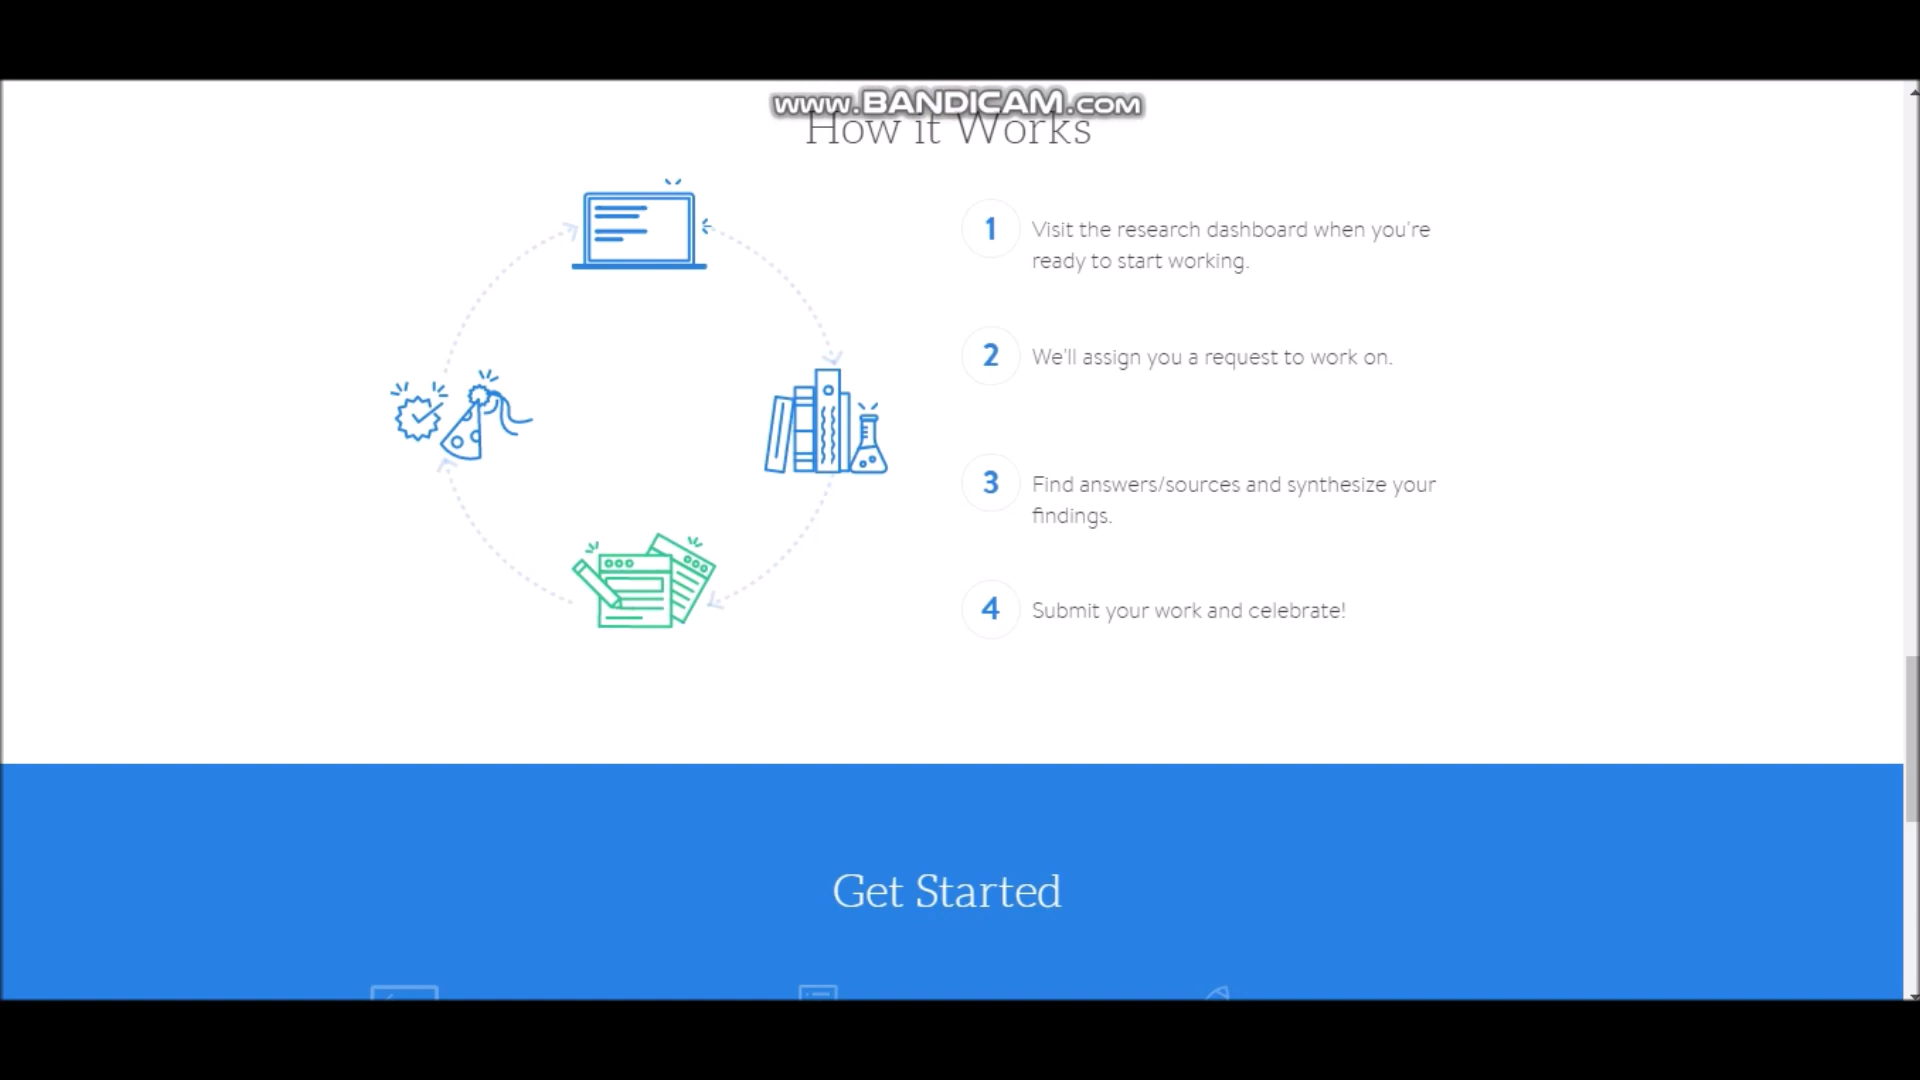 www.BANDICAM.com
How it Works
1
Visit the research dashboard when you're
ready to start working.
2
We'll assign you a request to work on.
3
Find answers/sources and synthesize your
findings.
4
Submit your work and celebrate!
Get Started